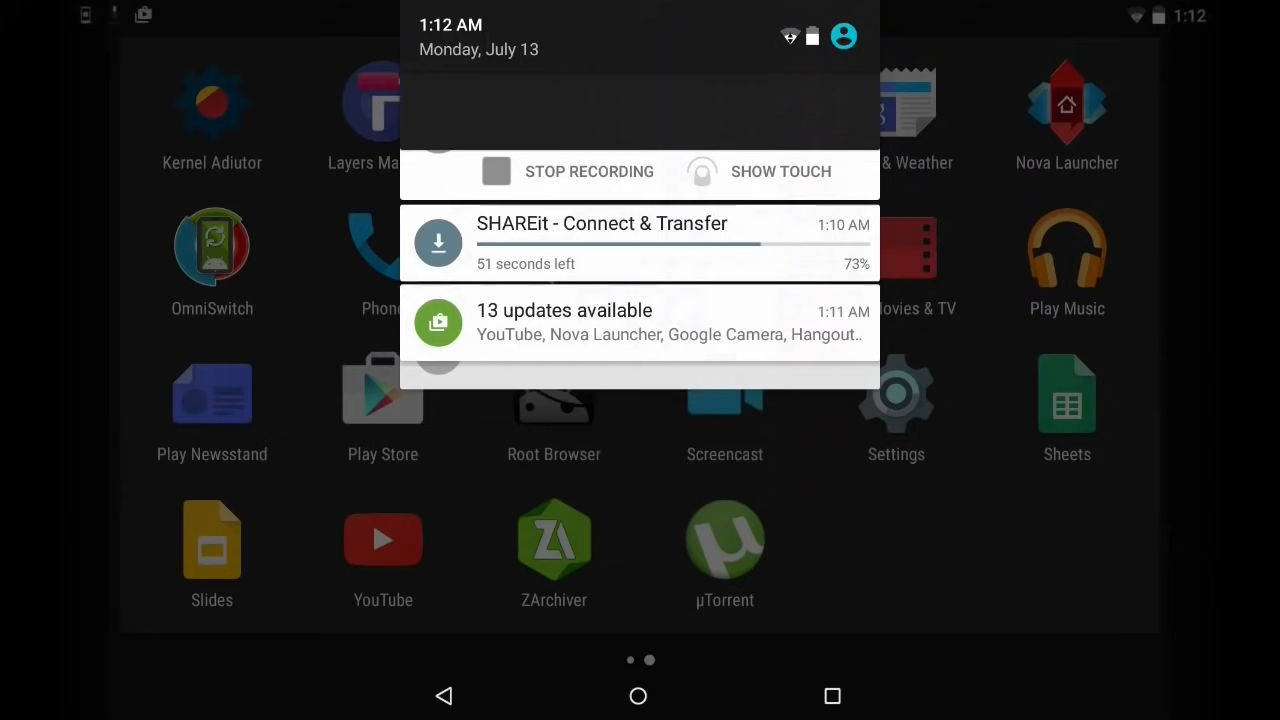 1:12
1:12 AM
Monday, July 13
STOP RECORDING
SHOW TOUCH
SHAREit - Connect & Transfer
1:10 AM
51 seconds left
73%
13 updates available
1:11 AM
YouTube, Nova Launcher, Google Camera, Hangout..
Kernel Adiutor
Layers Ma
& Weather
Nova Launcher
OmniSwitch
Phon
ovies & TV
Play Music
Play Newsstand
Play Store
Root Browser
Screencast
Settings
Sheets
Slides
YouTube
ZArchiver
µTorrent